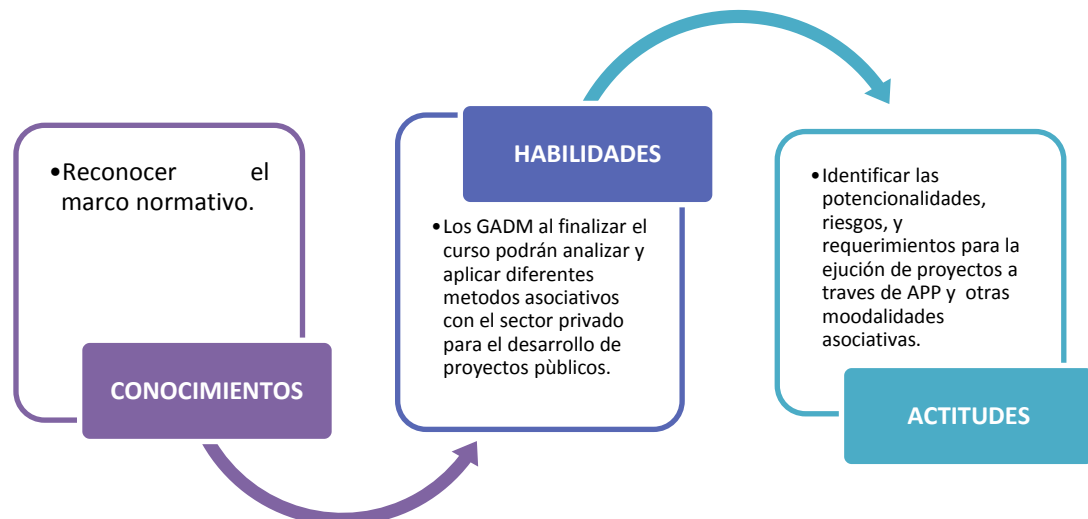 •Reconocer el
marco normativo.
CONOCIMIENTOS
HABILIDADES
•Los GADM al finalizar el
curso podrán analizar y
aplicar diferentes
metodos asociativos
con el sector privado
para el desarrollo de
proyectos pùblicos.
•Identificar las
potencionalidades,
riesgos, y
requerimientos para la
ejución de proyectos a
traves de APP y otras
moodalidades
asociativas.
ACTITUDES